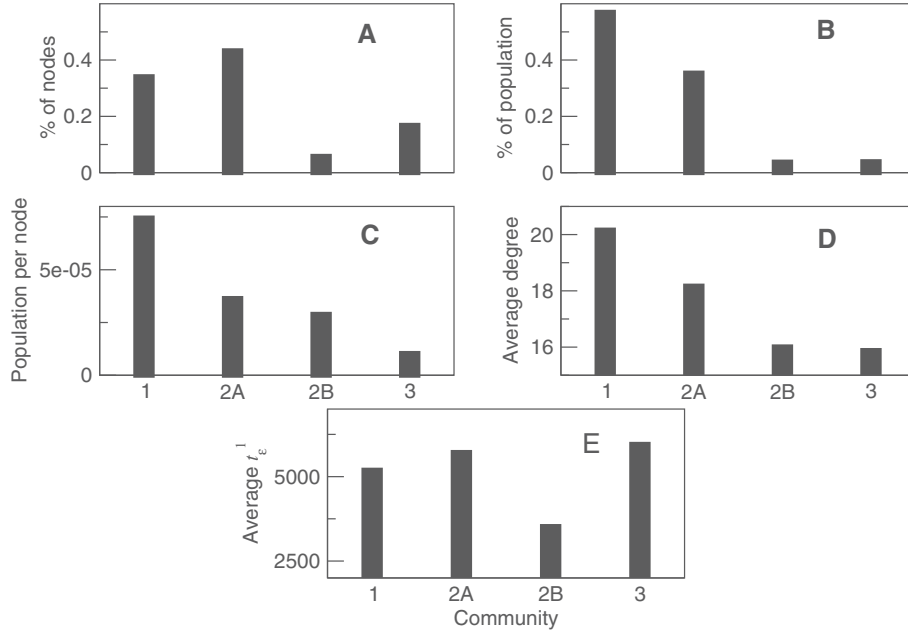 A
% of nodes
0.4
0.2
0
B
% of population
0.4
0.2
0
C
Population per node
5e-05
0
1 2A 2B 3
D
Average degree
20
18
16
1 2A 2B 3
E
Average t_ε^1
5000
2500
1 2A 2B 3
Community